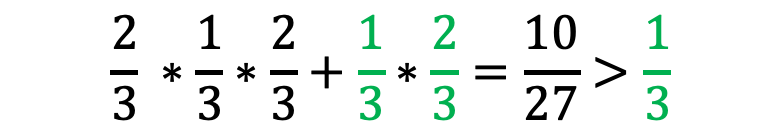 2/3 * 1/3 * 2/3 + 1/3 * 2/3 = 10/27 > 1/3